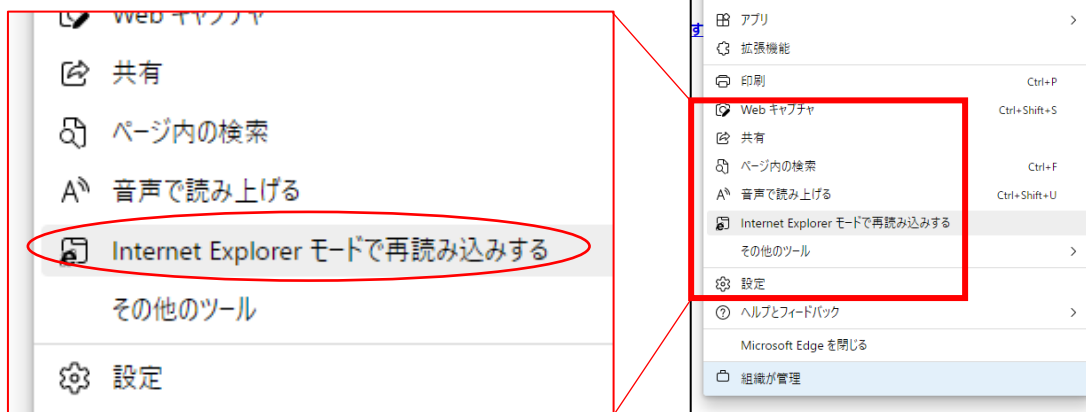 Web キャプチャ
共有
ページ内の検索
音声で読み上げる
Internet Explorer モードで再読み込みする
その他のツール
設定
す
アプリ
拡張機能
印刷 Ctrl+P
Web キャプチャ Ctrl+Shift+S
共有
ページ内の検索 Ctrl+F
音声で読み上げる Ctrl+Shift+U
Internet Explorer モードで再読み込みする
その他のツール
設定
ヘルプとフィードバック
Microsoft Edge を閉じる
組織が管理